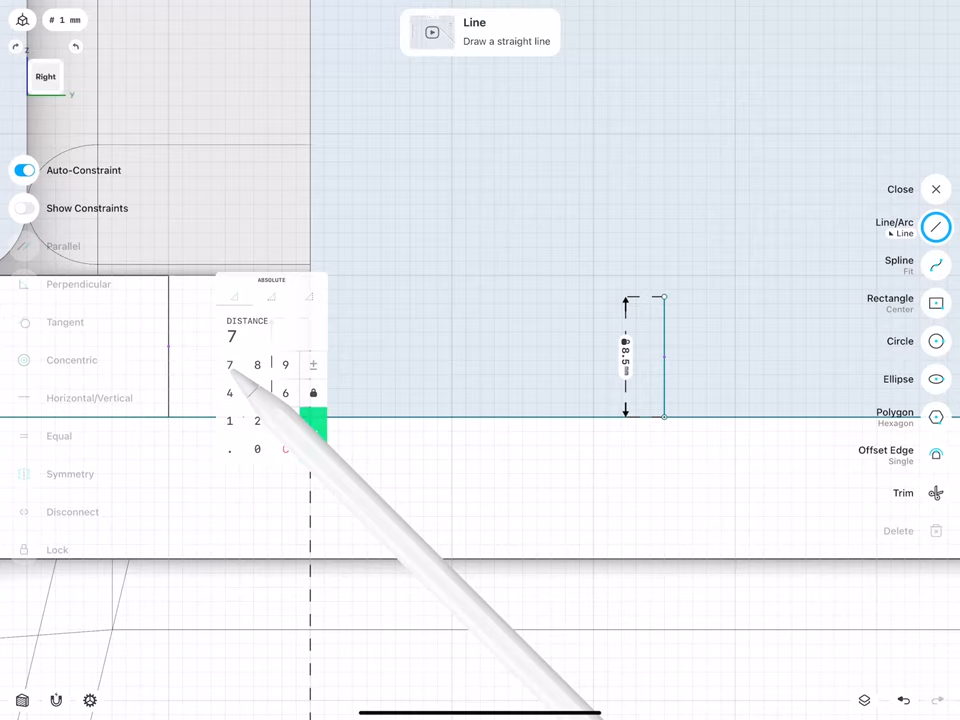 # 1 mm
Line
Draw a straight line
z
Right
y
Auto-Constraint
Show Constraints
Parallel
Perpendicular
Tangent
Concentric
Horizontal/Vertical
Equal
Symmetry
Disconnect
Lock
ABSOLUTE
DISTANCE
7
7 8 9 ±
4 6
1 2
. 0 C
8.5 mm
Close
Line/Arc
Line
Spline
Fit
Rectangle
Center
Circle
Ellipse
Polygon
Hexagon
Offset Edge
Single
Trim
Delete